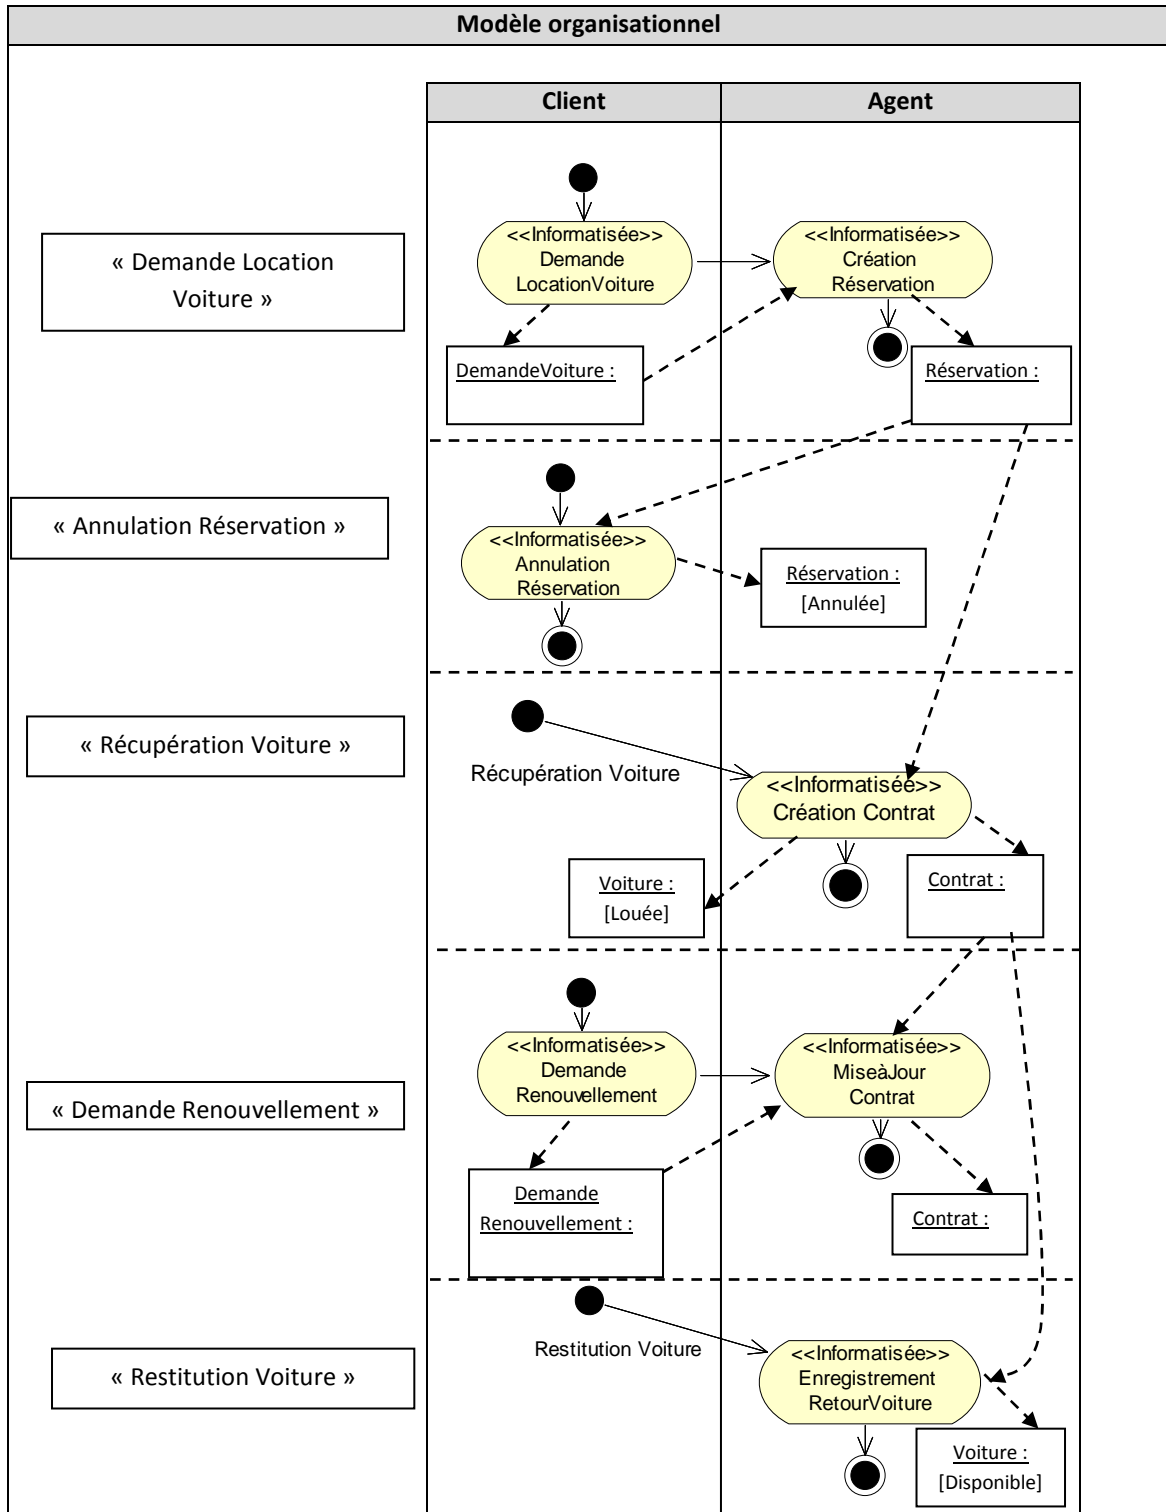 Modèle organisationnel
Client
Agent
« Demande Location
Voiture »
<<Informatisée>>
Demande
LocationVoiture
<<Informatisée>>
Création
Réservation
DemandeVoiture :
Réservation :
« Annulation Réservation »
<<Informatisée>>
Annulation
Réservation
Réservation :
[Annulée]
« Récupération Voiture »
Récupération Voiture
<<Informatisée>>
Création Contrat
Voiture :
[Louée]
Contrat :
« Demande Renouvellement »
<<Informatisée>>
Demande
Renouvellement
<<Informatisée>>
MiseàJour
Contrat
Demande
Renouvellement :
Contrat :
« Restitution Voiture »
Restitution Voiture
<<Informatisée>>
Enregistrement
RetourVoiture
Voiture :
[Disponible]